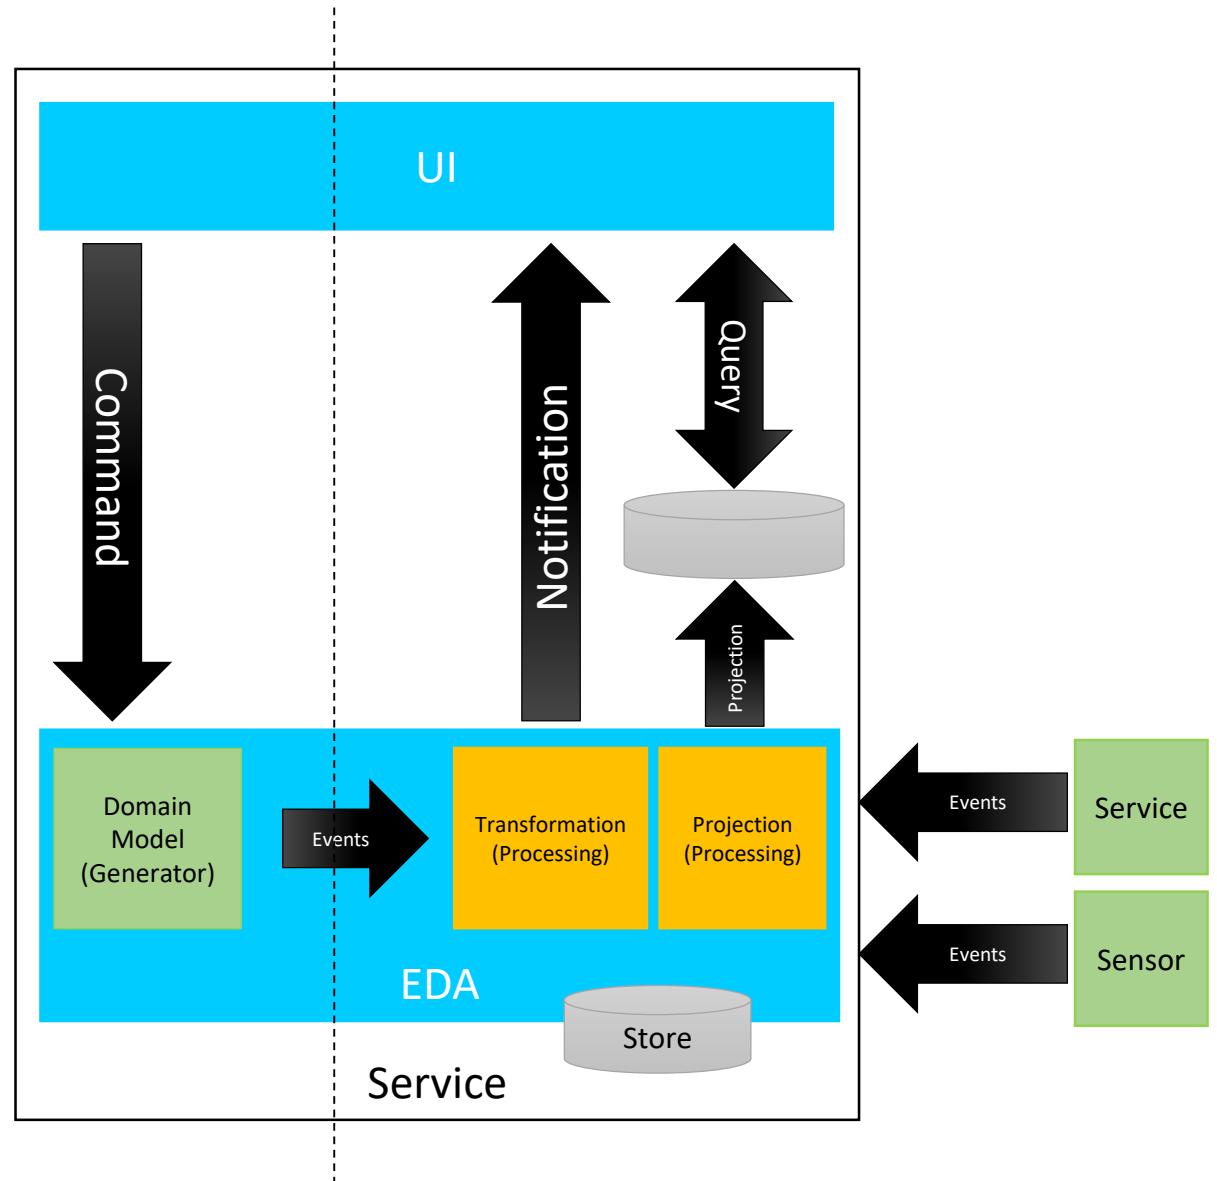 UI
Command
Notification
Query
Projection
Domain
Model
(Generator)
Events
Transformation
(Processing)
Projection
(Processing)
Events
Service
Events
Sensor
EDA
Store
Service